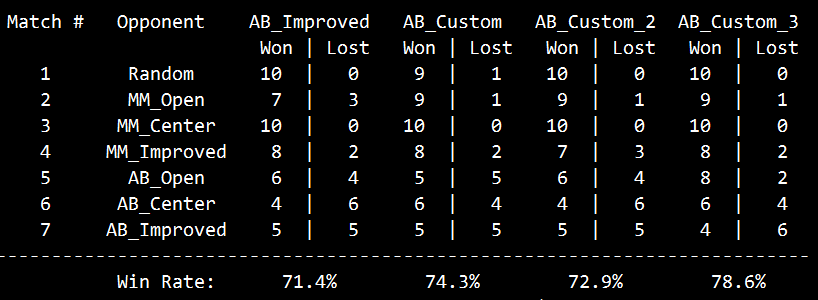 Match #   Opponent    AB_Improved   AB_Custom   AB_Custom_2  AB_Custom_3
Won | Lost   Won | Lost   Won | Lost   Won | Lost
1   Random   10 | 0   9 | 1   10 | 0   10 | 0
2   MM_Open   7 | 3   9 | 1   9 | 1   9 | 1
3   MM_Center   10 | 0   10 | 0   10 | 0   10 | 0
4   MM_Improved   8 | 2   8 | 2   7 | 3   8 | 2
5   AB_Open   6 | 4   5 | 5   6 | 4   8 | 2
6   AB_Center   4 | 6   6 | 4   4 | 6   6 | 4
7   AB_Improved   5 | 5   5 | 5   5 | 5   4 | 6
--------------------------------------------------------------------------
Win Rate:   71.4%   74.3%   72.9%   78.6%